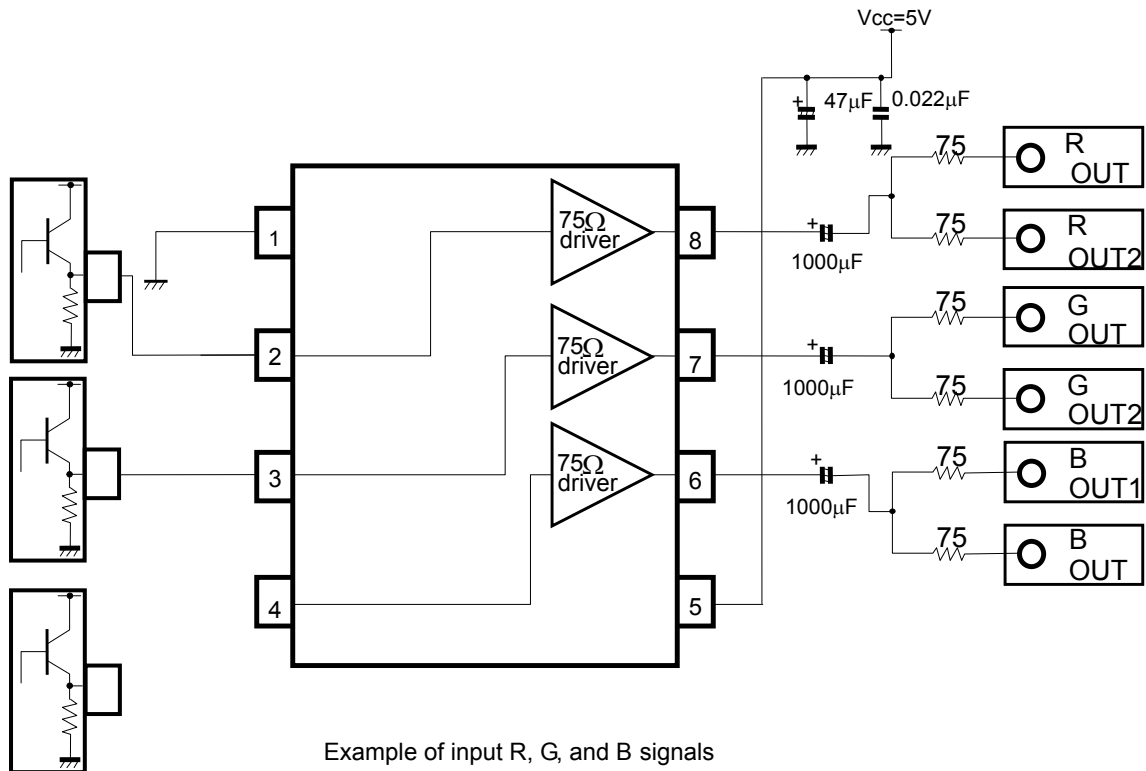 Vcc=5V
+
47μF
0.022μF
75
R
OUT
75Ω
driver
1
8
+
1000μF
75
R
OUT2
75
G
OUT
75Ω
driver
2
7
+
1000μF
75
G
OUT2
75
B
OUT1
75Ω
driver
3
6
+
1000μF
75
B
OUT
4
5
Example of input R, G, and B signals